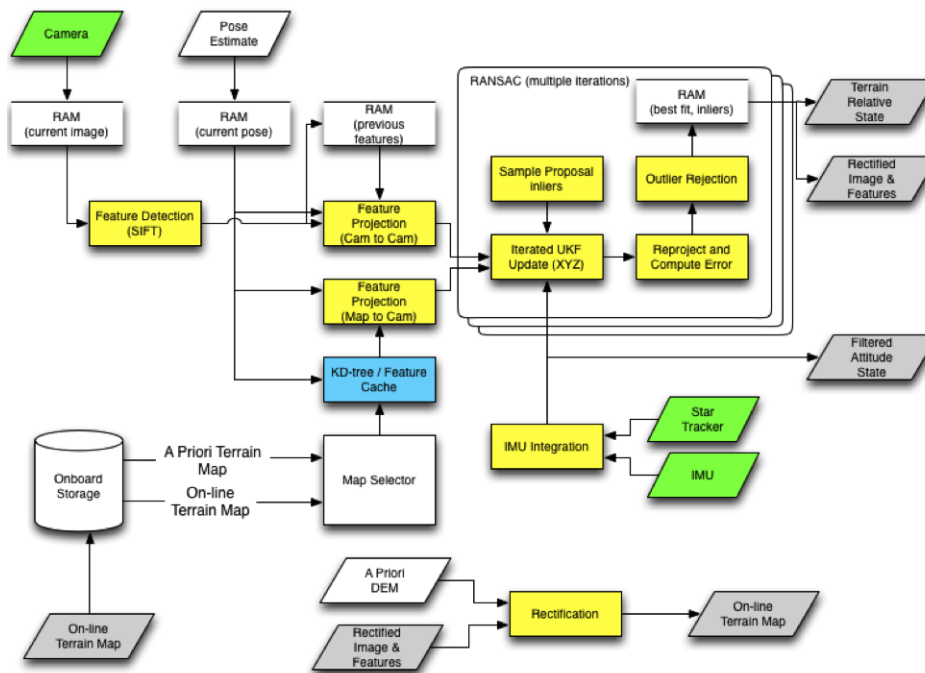 Camera
Pose
Estimate
RAM
(current image)
RAM
(current pose)
RAM
(previous
features)
RANSAC (multiple iterations)
RAM
(best fit, inliers)
Terrain
Relative
State
Sample Proposal
inliers
Outlier Rejection
Rectified
Image &
Features
Feature Detection
(SIFT)
Feature
Projection
(Cam to Cam)
Iterated UKF
Update (XYZ)
Reproject and
Compute Error
Feature
Projection
(Map to Cam)
KD-tree / Feature
Cache
Filtered
Attitude
State
Star
Tracker
IMU Integration
IMU
Onboard
Storage
A Priori Terrain
Map
On-line
Terrain Map
Map Selector
A Priori
DEM
On-line
Terrain Map
Rectified
Image &
Features
Rectification
On-line
Terrain Map